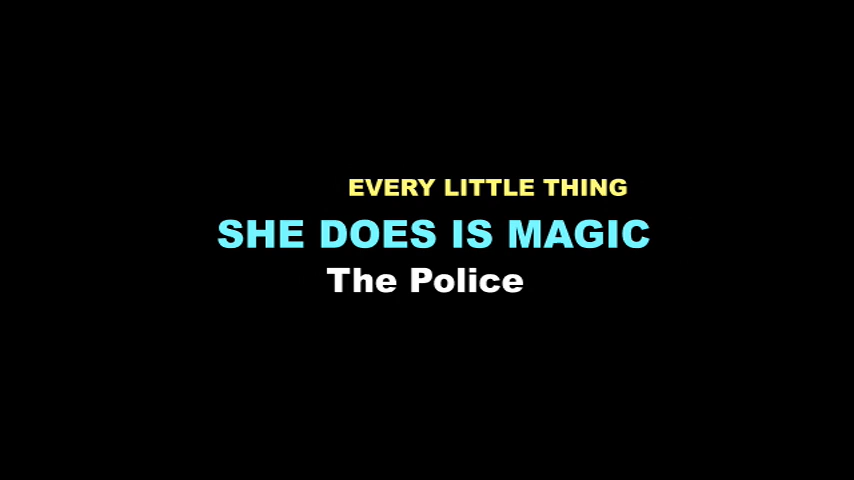 EVERY LITTLE THING
SHE DOES IS MAGIC
The Police